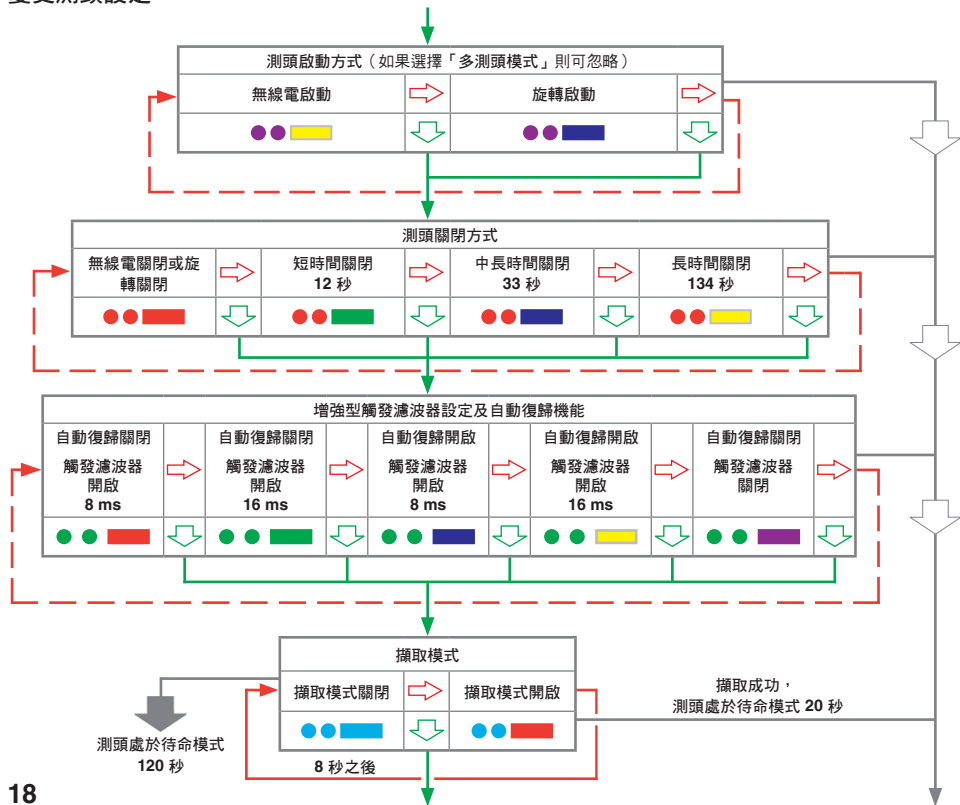 測頭啟動方式（如果選擇「多測頭模式」則可忽略）
無線電啟動
旋轉啟動
測頭關閉方式
無線電關閉或旋
轉關閉
短時間關閉
12 秒
中長時間關閉
33 秒
長時間關閉
134 秒
增強型觸發濾波器設定及自動復歸機能
自動復歸關閉
觸發濾波器
開啟
8 ms
自動復歸關閉
觸發濾波器
開啟
16 ms
自動復歸開啟
觸發濾波器
開啟
8 ms
自動復歸開啟
觸發濾波器
開啟
16 ms
自動復歸關閉
觸發濾波器
關閉
擷取模式
擷取模式關閉
擷取模式開啟
擷取成功，
測頭處於待命模式 20 秒
測頭處於待命模式
120 秒
8 秒之後
18